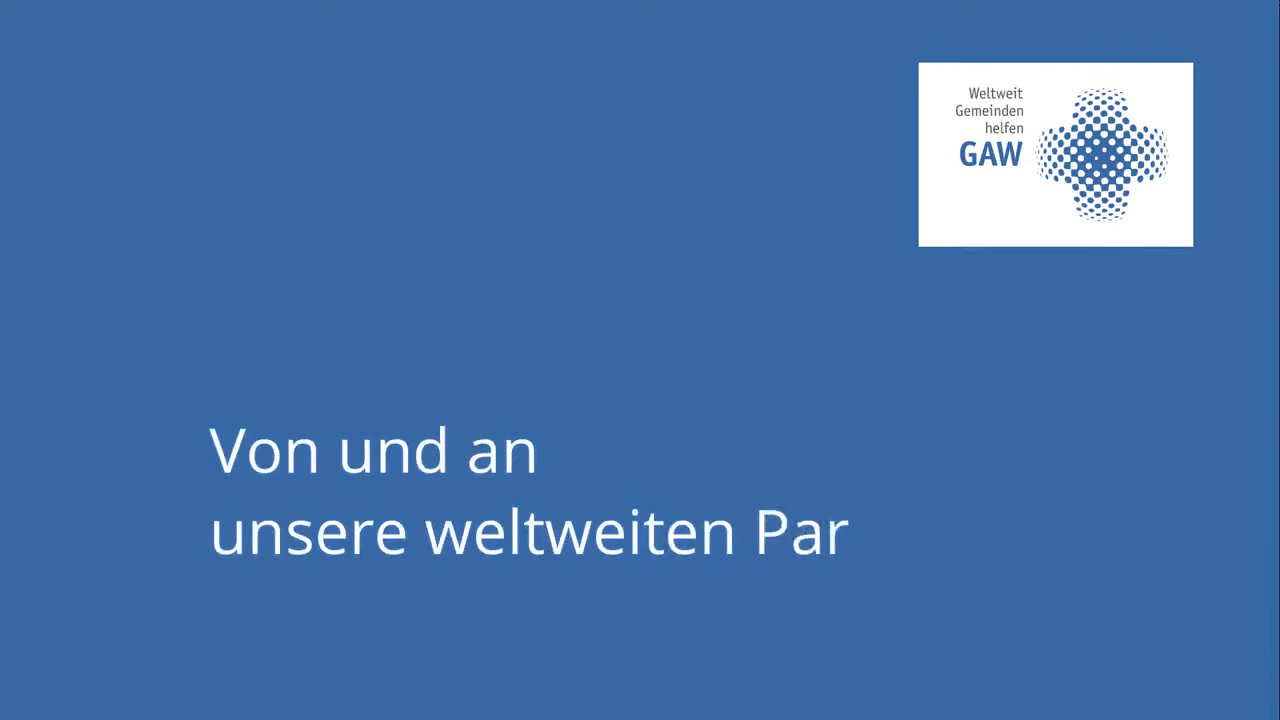 Weltweit
Gemeinden
helfen
GAW
Von und an
unsere weltweiten Par